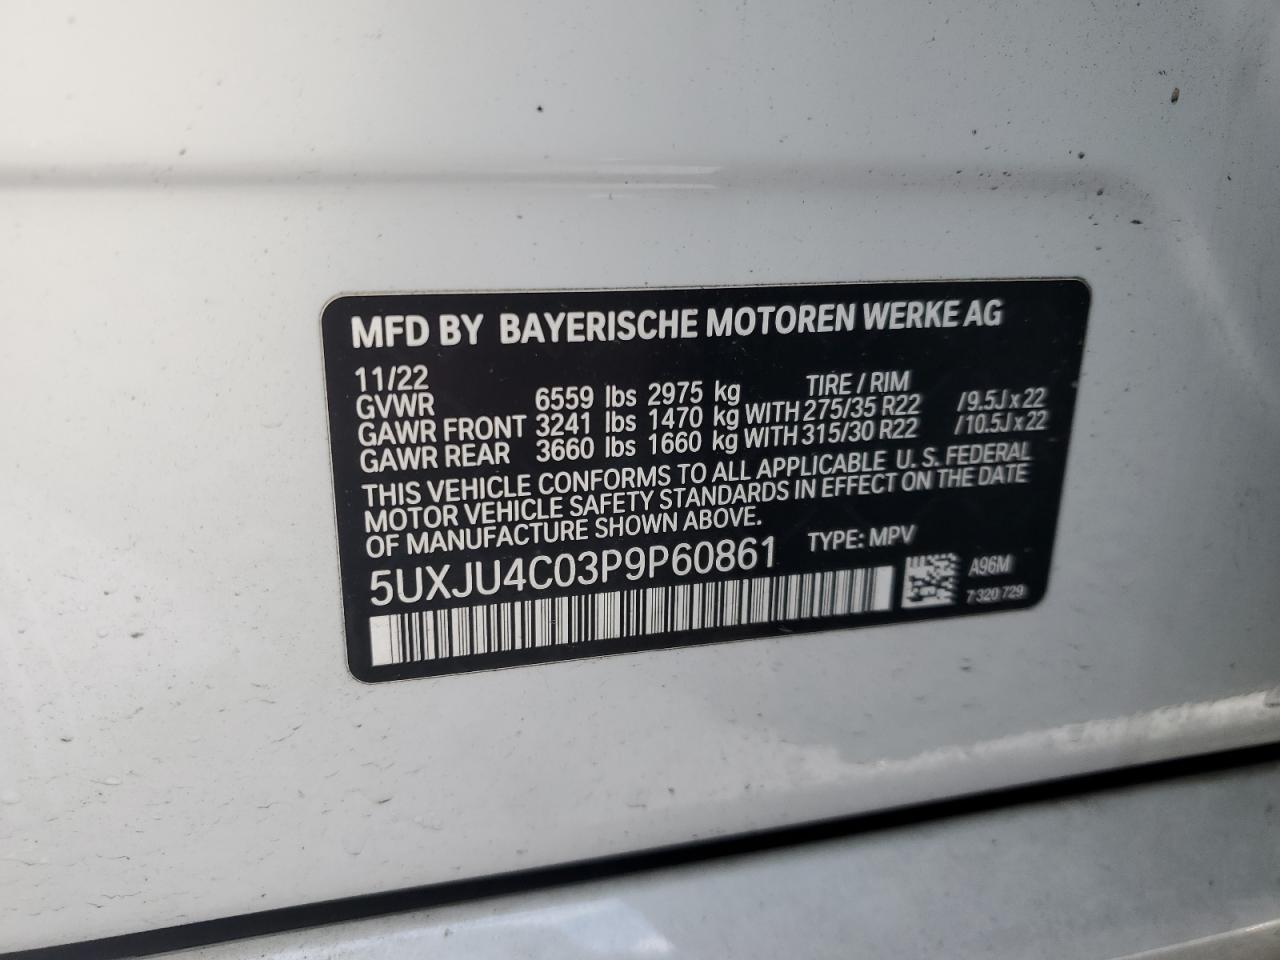 MFD BY BAYERISCHE MOTOREN WERKE AG
11/22 TIRE / RIM
GVWR 6559 lbs 2975 kg
GAWR FRONT 3241 lbs 1470 kg WITH 275/35 R22 /9.5J x 22
GAWR REAR 3660 lbs 1660 kg WITH 315/30 R22 /10.5J x 22
THIS VEHICLE CONFORMS TO ALL APPLICABLE U. S. FEDERAL
MOTOR VEHICLE SAFETY STANDARDS IN EFFECT ON THE DATE
OF MANUFACTURE SHOWN ABOVE.
5UXJU4C03P9P60861 TYPE: MPV
A96M
7 320 729